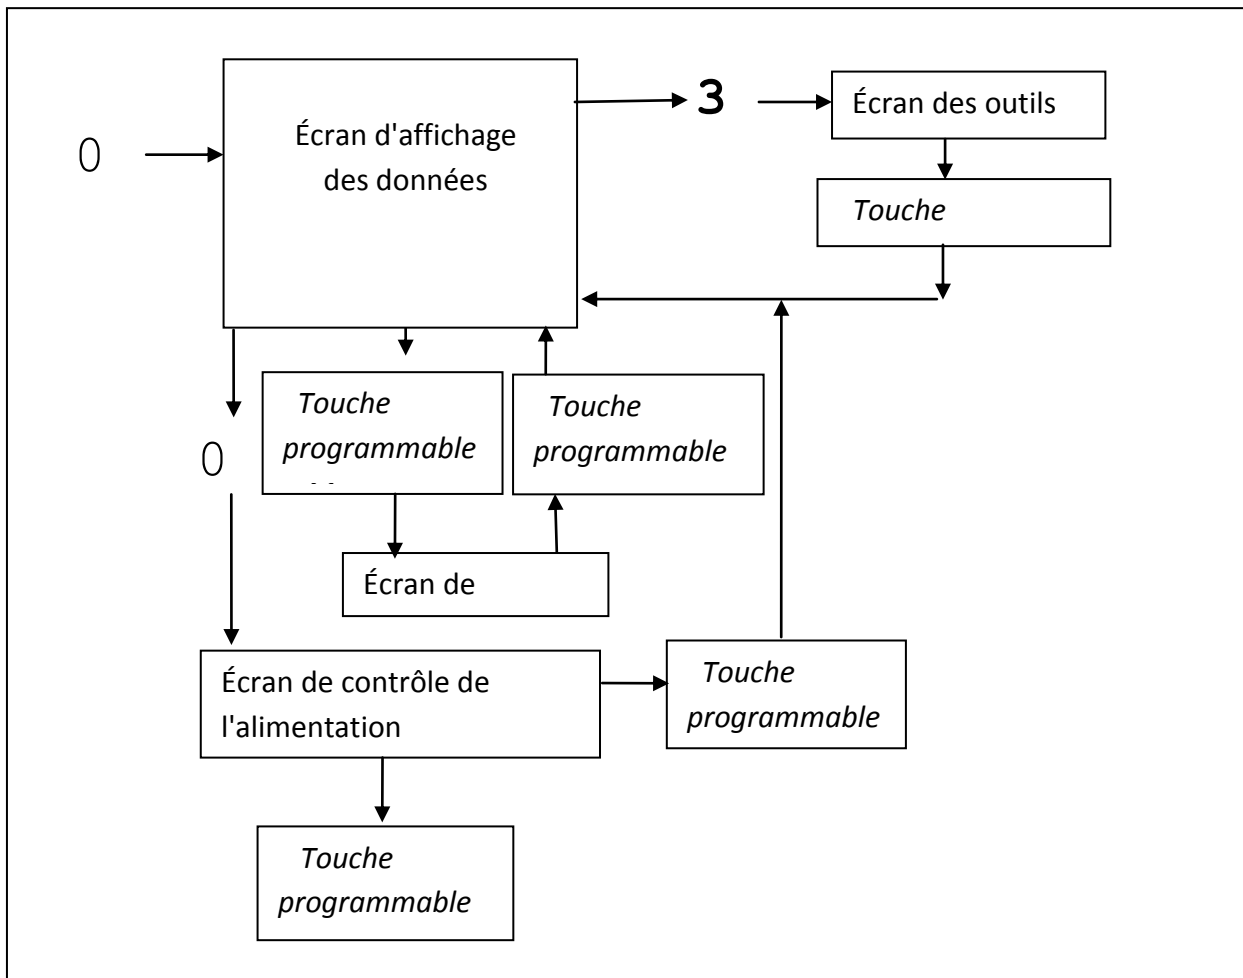 Écran d'affichage
des données
0
3
Écran des outils
Touche
Touche
programmable
Touche
programmable
0
Écran de
Écran de contrôle de
l'alimentation
Touche
programmable
Touche
programmable